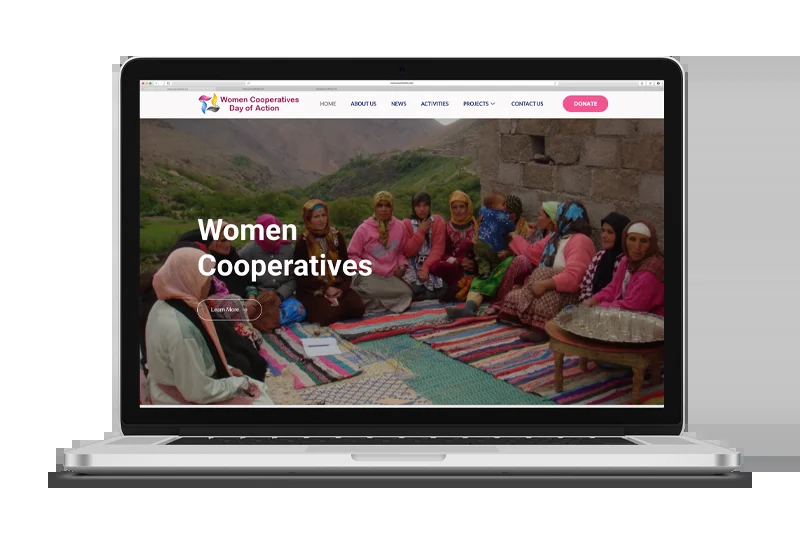 Women Cooperatives
Day of Action
HOME ABOUT US NEWS ACTIVITIES PROJECTS CONTACT US DONATE
Women
Cooperatives
Learn More